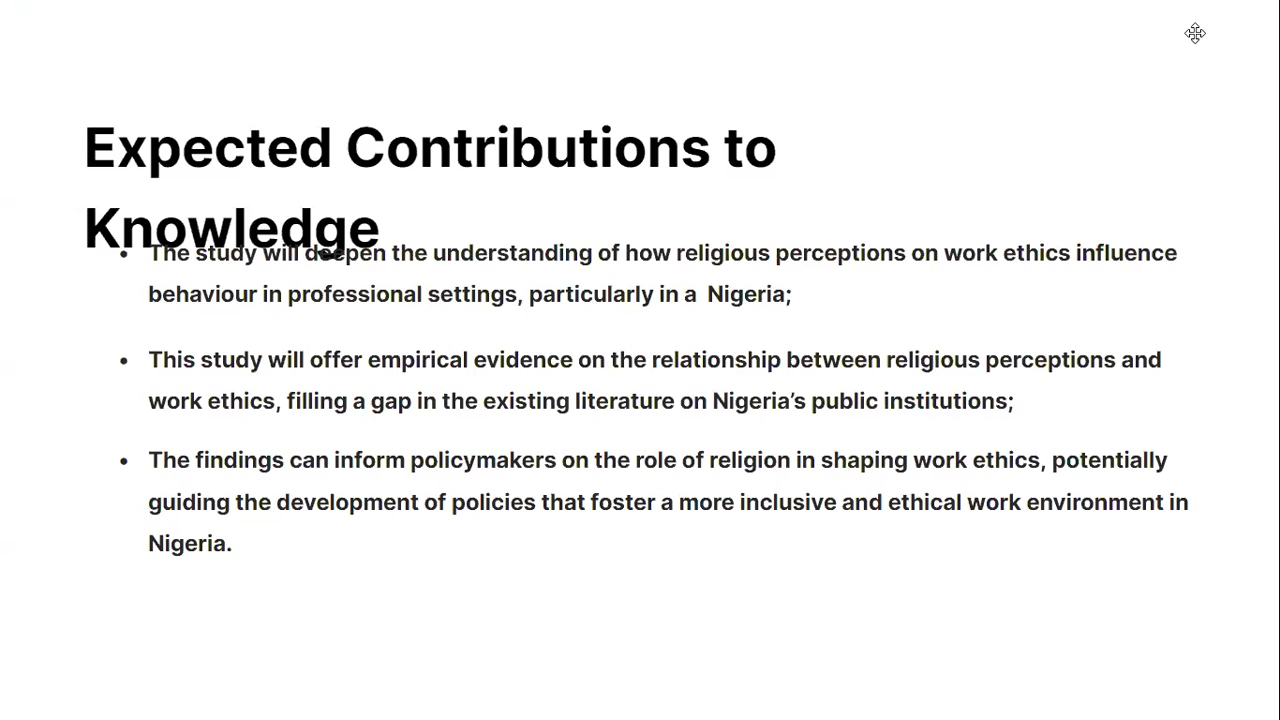 Expected Contributions to
Knowledge
• The study will deepen the understanding of how religious perceptions on work ethics influence
behaviour in professional settings, particularly in a  Nigeria;
• This study will offer empirical evidence on the relationship between religious perceptions and
work ethics, filling a gap in the existing literature on Nigeria’s public institutions;
• The findings can inform policymakers on the role of religion in shaping work ethics, potentially
guiding the development of policies that foster a more inclusive and ethical work environment in
Nigeria.